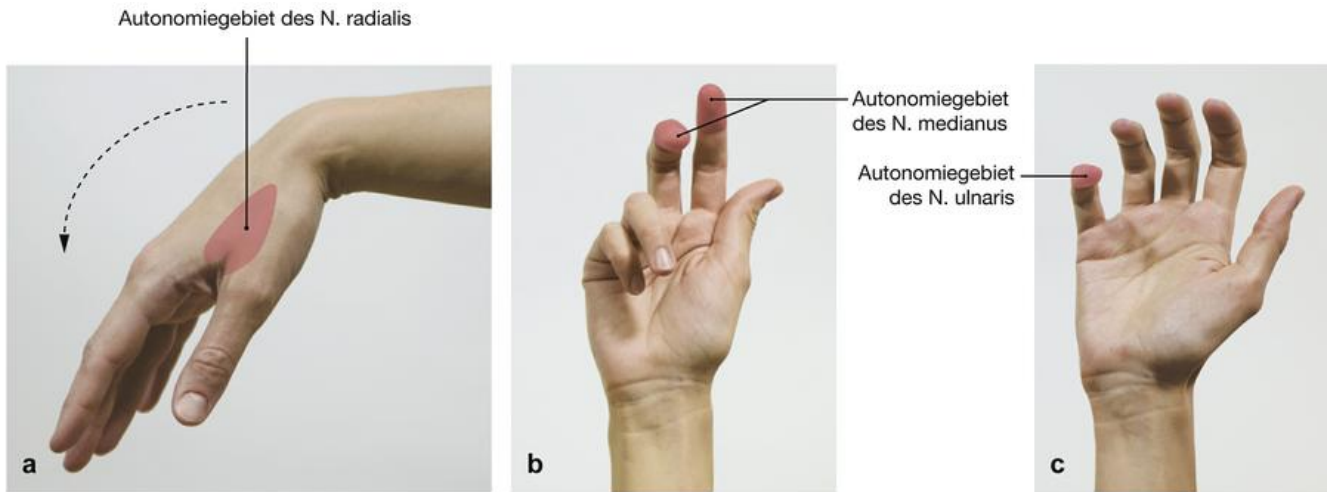 Autonomiegebiet des N. radialis
Autonomiegebiet
des N. medianus
Autonomiegebiet
des N. ulnaris
a
b
c